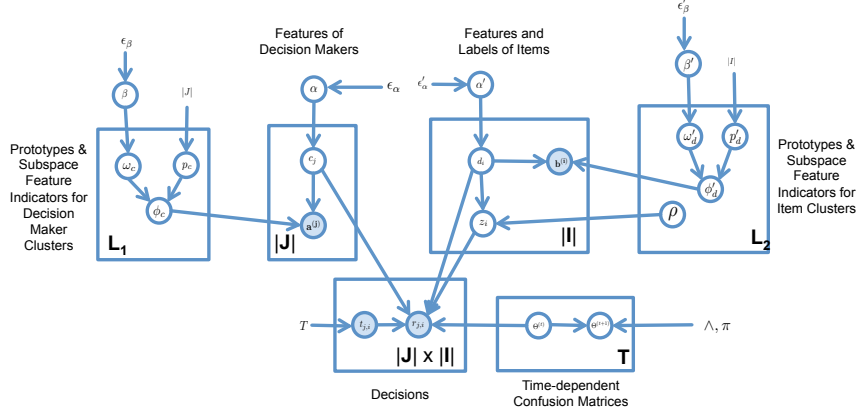 Features of
Decision Makers
Features and
Labels of Items
ϵ_β
ϵ'_β
β
|J|
α
ϵ_α
ϵ'_α
α'
β'
|I|
Prototypes &
Subspace
Feature
Indicators for
Decision
Maker
Clusters
ω_c
p_c
ϕ_c
L₁
c_j
a^(j)
|J|
d_i
b^(i)
z_i
|I|
ω'_d
p'_d
ϕ'_d
ρ
L₂
Prototypes &
Subspace
Feature
Indicators for
Item Clusters
T
t_{j,i}
r_{j,i}
|J| x |I|
Θ^(t)
Θ^(t+1)
T
∧, π
Decisions
Time-dependent
Confusion Matrices